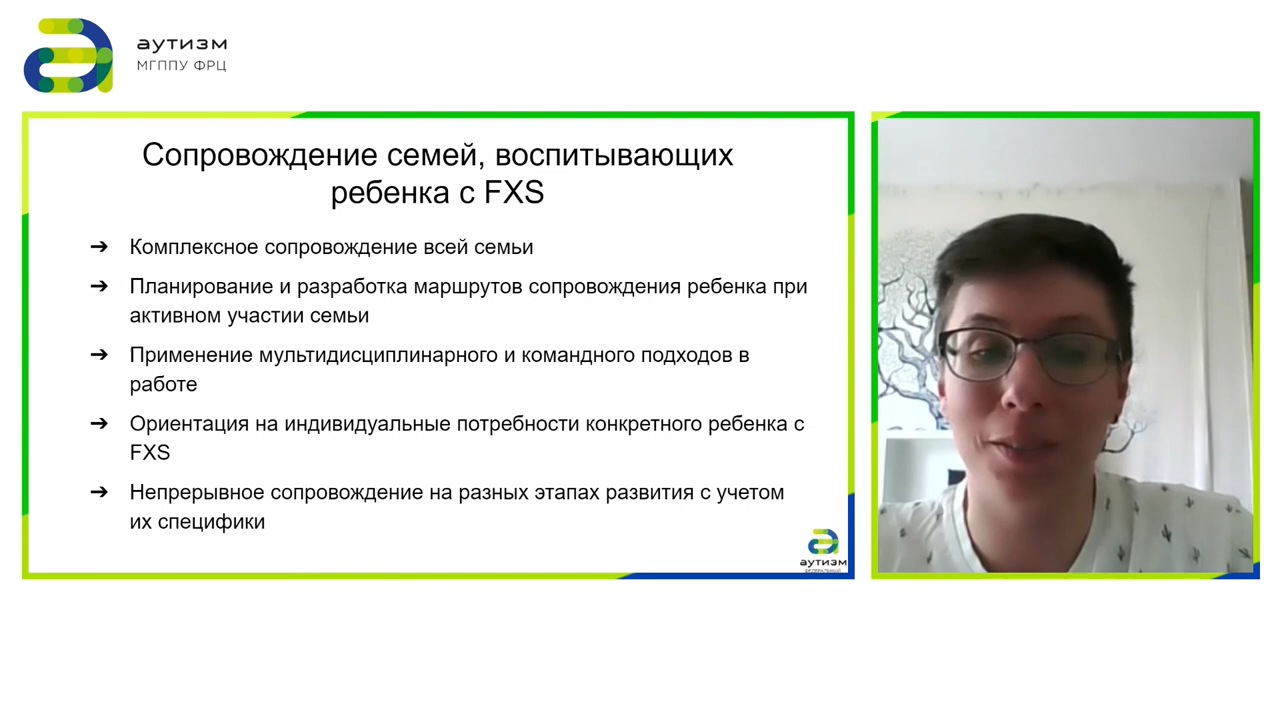 аутизм
МГППУ ФРЦ
Сопровождение семей, воспитывающих
ребенка с FXS
➔ Комплексное сопровождение всей семьи
➔ Планирование и разработка маршрутов сопровождения ребенка при
активном участии семьи
➔ Применение мультидисциплинарного и командного подходов в
работе
➔ Ориентация на индивидуальные потребности конкретного ребенка с
FXS
➔ Непрерывное сопровождение на разных этапах развития с учетом
их специфики
аутизм
ФЕДЕРАЛЬНЫЙ